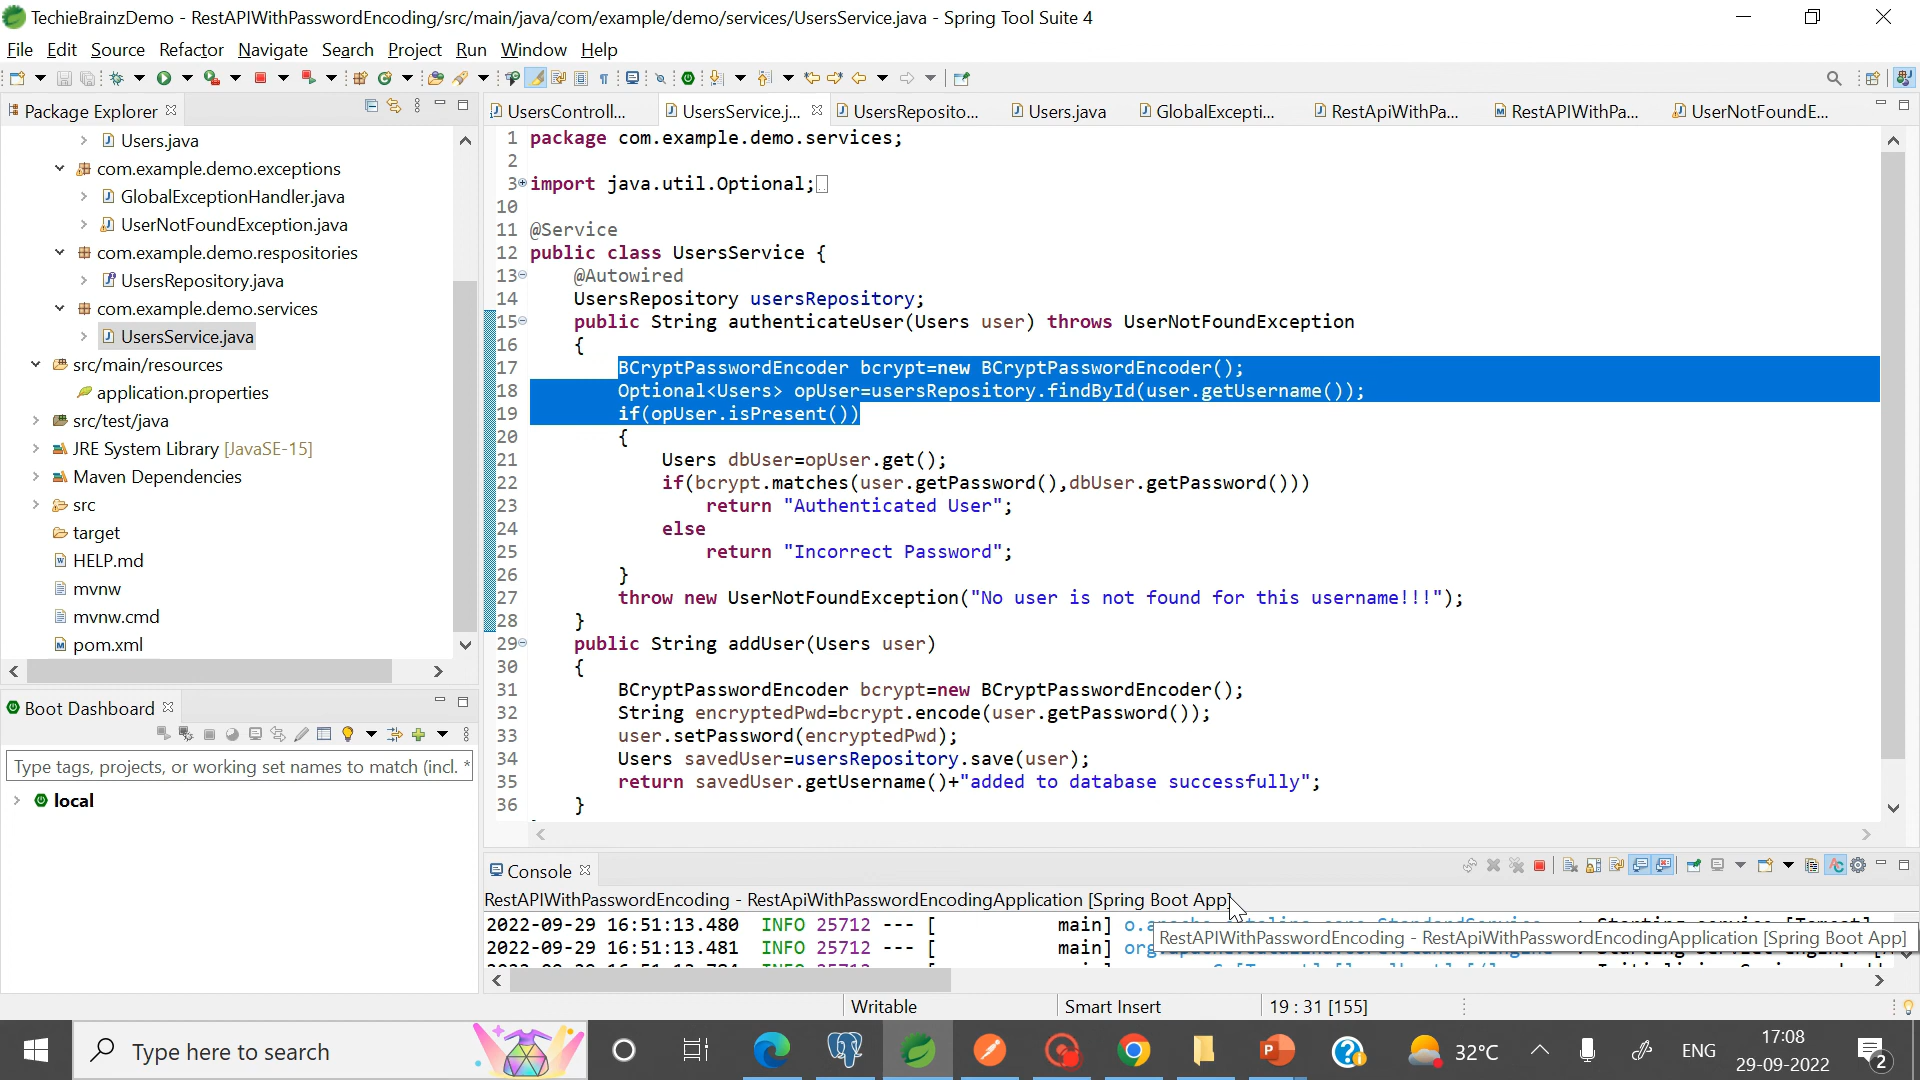 TechieBrainzDemo - RestAPIWithPasswordEncoding/src/main/java/com/example/demo/services/UsersService.java - Spring Tool Suite 4
File Edit Source Refactor Navigate Search Project Run Window Help
Package Explorer
Users.java
com.example.demo.exceptions
GlobalExceptionHandler.java
UserNotFoundException.java
com.example.demo.respositories
UsersRepository.java
com.example.demo.services
UsersService.java
src/main/resources
application.properties
src/test/java
JRE System Library [JavaSE-15]
Maven Dependencies
src
target
HELP.md
mvnw
mvnw.cmd
pom.xml
Boot Dashboard
Type tags, projects, or working set names to match (incl. *
local
UsersControll... UsersService.j... UsersReposito... Users.java GlobalExcepti... RestApiWithPa... RestAPIWithPa... UserNotFoundE...
1 package com.example.demo.services;
2
3 import java.util.Optional;
10
11 @Service
12 public class UsersService {
13 @Autowired
14 UsersRepository usersRepository;
15 public String authenticateUser(Users user) throws UserNotFoundException
16 {
17 BCryptPasswordEncoder bcrypt=new BCryptPasswordEncoder();
18 Optional<Users> opUser=usersRepository.findById(user.getUsername());
19 if(opUser.isPresent())
20 {
21 Users dbUser=opUser.get();
22 if(bcrypt.matches(user.getPassword(),dbUser.getPassword()))
23 return "Authenticated User";
24 else
25 return "Incorrect Password";
26 }
27 throw new UserNotFoundException("No user is not found for this username!!!");
28 }
29 public String addUser(Users user)
30 {
31 BCryptPasswordEncoder bcrypt=new BCryptPasswordEncoder();
32 String encryptedPwd=bcrypt.encode(user.getPassword());
33 user.setPassword(encryptedPwd);
34 Users savedUser=usersRepository.save(user);
35 return savedUser.getUsername()+"added to database successfully";
36 }
Console
RestAPIWithPasswordEncoding - RestApiWithPasswordEncodingApplication [Spring Boot App]
2022-09-29 16:51:13.480 INFO 25712 --- [ main]
RestAPIWithPasswordEncoding - RestApiWithPasswordEncodingApplication [Spring Boot App]
2022-09-29 16:51:13.481 INFO 25712 --- [ main]
Writable Smart Insert 19 : 31 [155]
Type here to search
32°C
ENG
17:08
29-09-2022
2